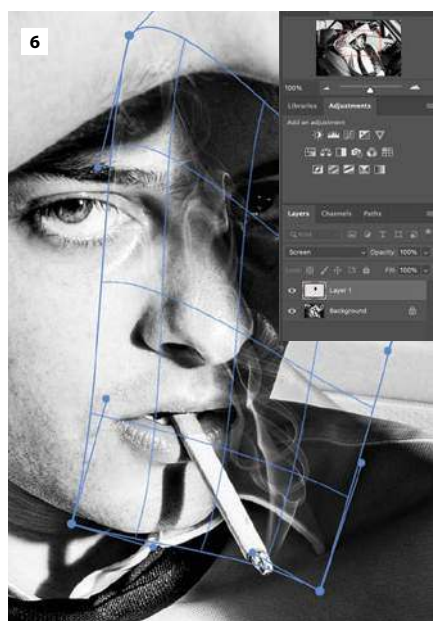 6
100%
Libraries Adjustments
Add an adjustment
Layers Channels Paths
Screen Opacity: 100%
Fill: 100%
Layer 1
Background